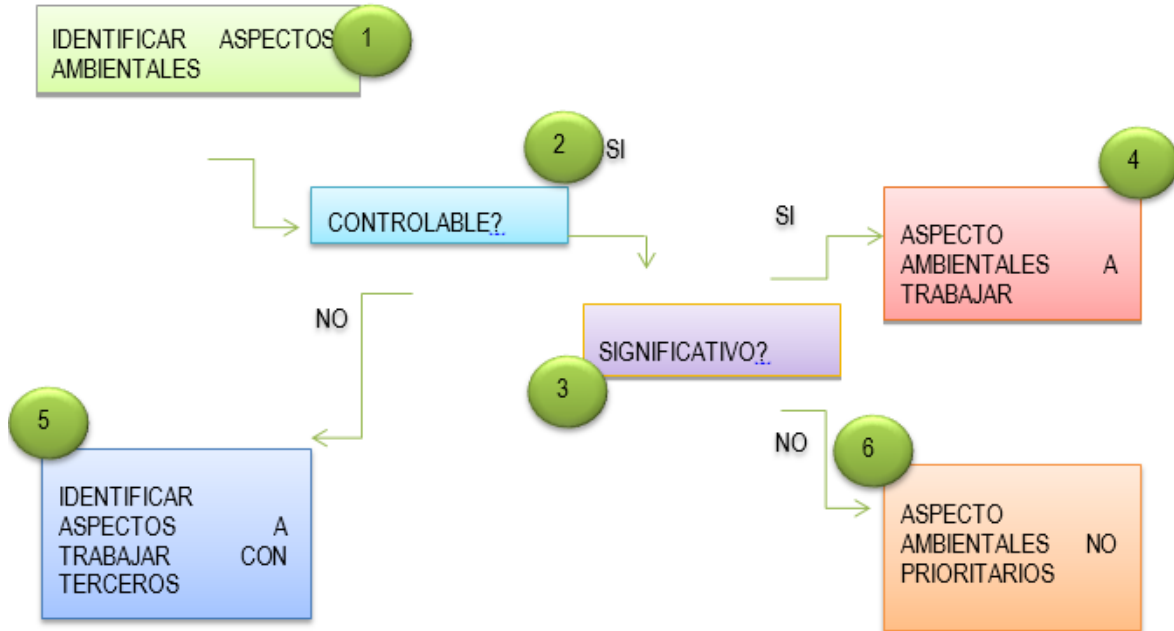 IDENTIFICAR ASPECTOS
AMBIENTALES
1
2
SI
CONTROLABLE?
4
SI
ASPECTO
AMBIENTALES A
TRABAJAR
NO
SIGNIFICATIVO?
3
5
IDENTIFICAR
ASPECTOS A
TRABAJAR CON
TERCEROS
NO
6
ASPECTO
AMBIENTALES NO
PRIORITARIOS